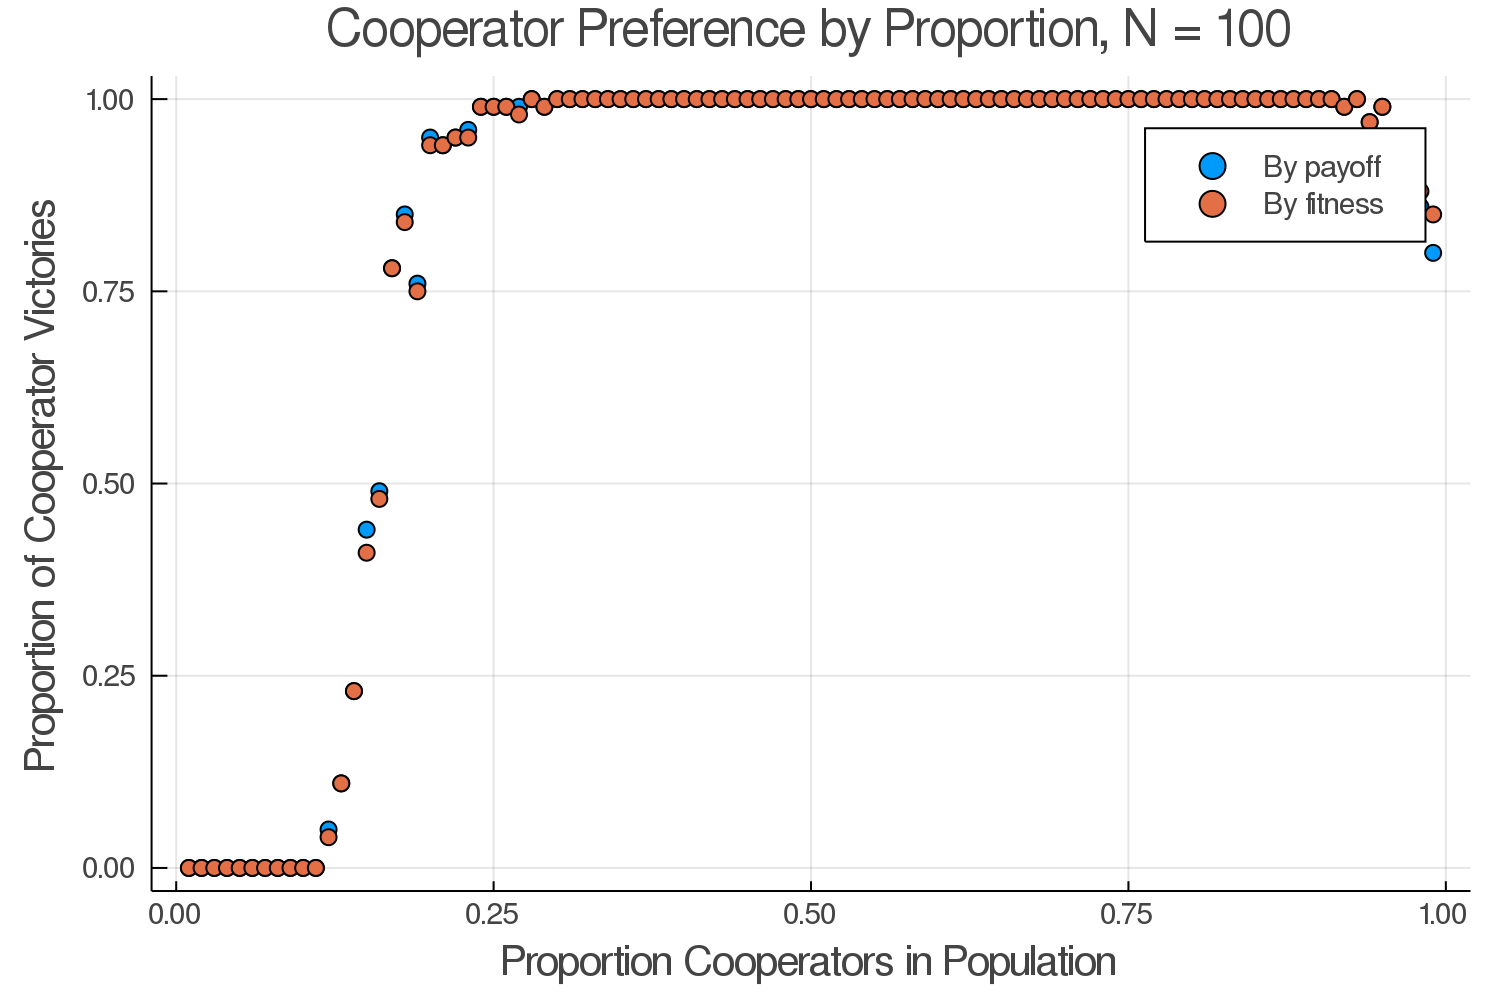 Cooperator Preference by Proportion, N = 100
1.00
0.75
0.50
0.25
0.00
Proportion of Cooperator Victories
By payoff
By fitness
0.00 0.25 0.50 0.75 1.00
Proportion Cooperators in Population